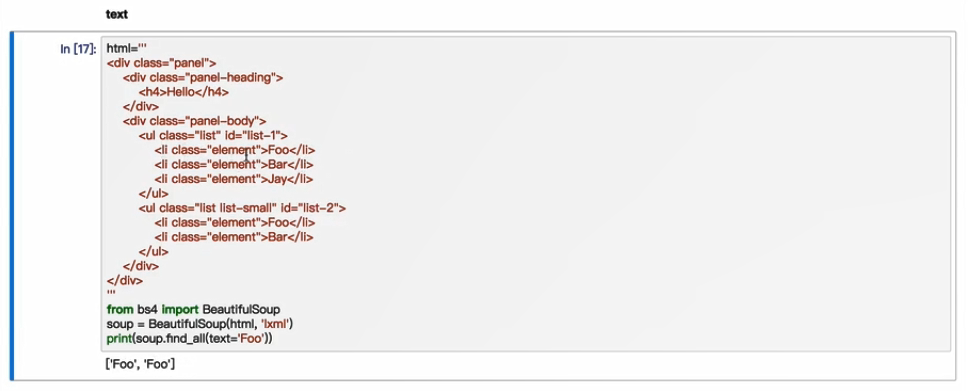 text
In [17]: html='''
<div class="panel">
    <div class="panel-heading">
        <h4>Hello</h4>
    </div>
    <div class="panel-body">
        <ul class="list" id="list-1">
            <li class="element">Foo</li>
            <li class="element">Bar</li>
            <li class="element">Jay</li>
        </ul>
        <ul class="list list-small" id="list-2">
            <li class="element">Foo</li>
            <li class="element">Bar</li>
        </ul>
    </div>
</div>
'''
from bs4 import BeautifulSoup
soup = BeautifulSoup(html, 'lxml')
print(soup.find_all(text='Foo'))
['Foo', 'Foo']